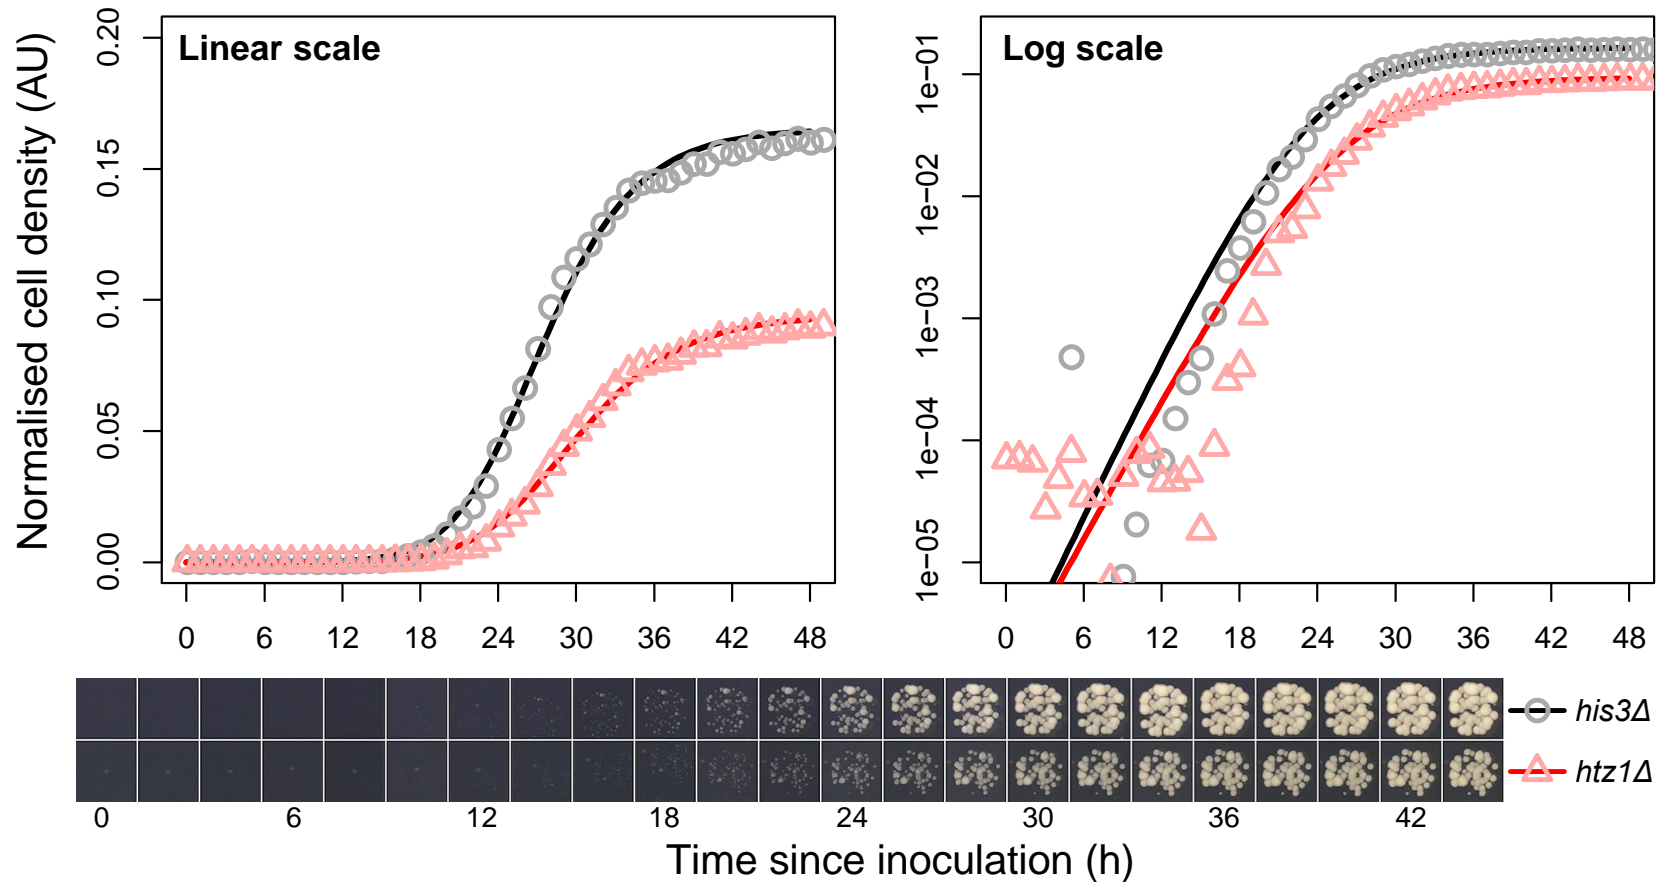 Linear scale
Log scale
Normalised cell density (AU)
0.00
0.05
0.10
0.15
0.20
1e−05
1e−04
1e−03
1e−02
1e−01
0 6 12 18 24 30 36 42 48
0 6 12 18 24 30 36 42 48
his3Δ
htz1Δ
0 6 12 18 24 30 36 42
Time since inoculation (h)